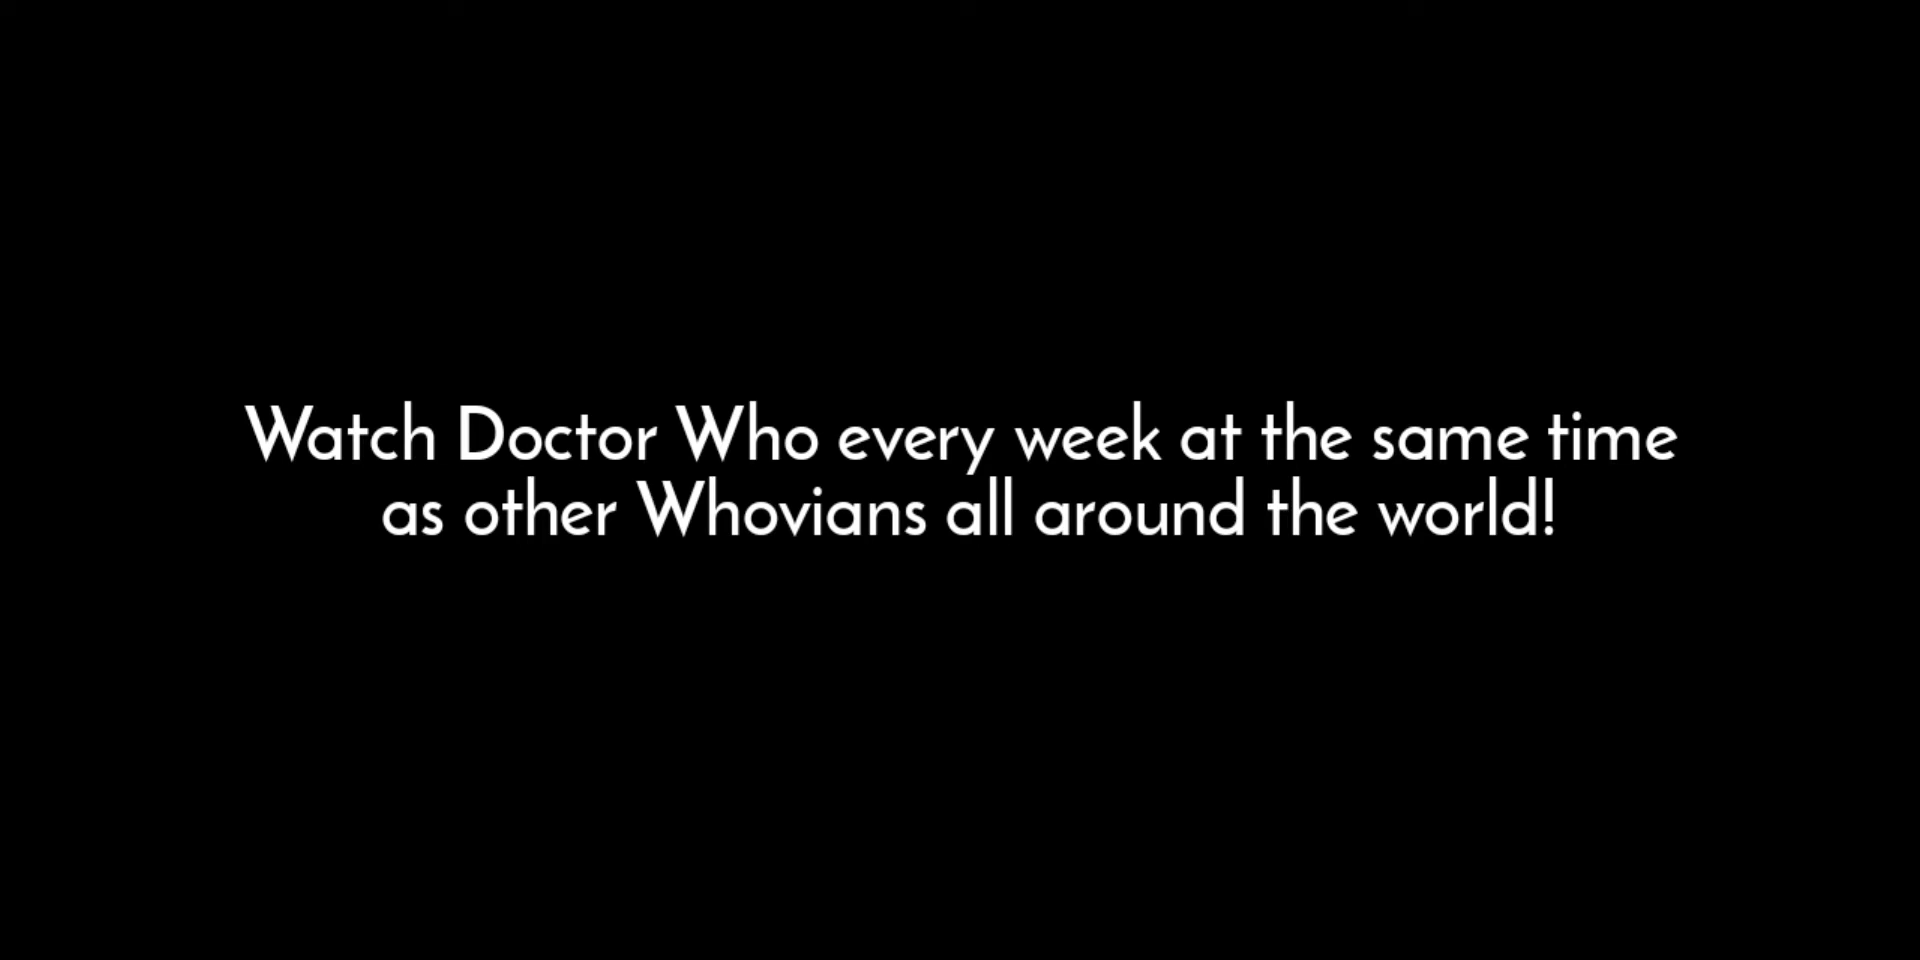 Watch Doctor Who every week at the same time
as other Whovians all around the world!